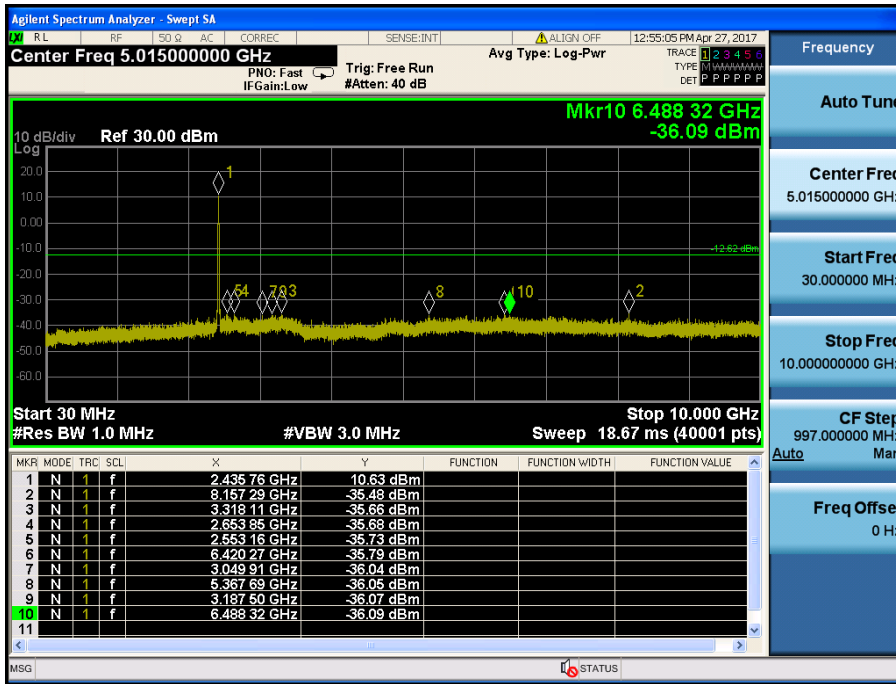 Agilent Spectrum Analyzer - Swept SA
LXI RL RF 50 Ω AC CORREC SENSE:INT ALIGN OFF 12:55:05 PM Apr 27, 2017
Center Freq 5.015000000 GHz
PNO: Fast
IFGain:Low
Trig: Free Run
#Atten: 40 dB
Avg Type: Log-Pwr
TRACE 1 2 3 4 5 6
TYPE M WWWWW
DET P P P P P P
Mkr10 6.488 32 GHz
-36.09 dBm
10 dB/div Ref 30.00 dBm
Log
20.0
10.0
0.00
-10.0
-20.0
-30.0
-40.0
-50.0
-60.0
-12.62 dBm
1
5 4 7 9 3 8 10 2
Start 30 MHz
Stop 10.000 GHz
#Res BW 1.0 MHz #VBW 3.0 MHz Sweep 18.67 ms (40001 pts)
MKR MODE TRC SCL X Y FUNCTION FUNCTION WIDTH FUNCTION VALUE
1 N 1 f 2.435 76 GHz 10.63 dBm
2 N 1 f 8.157 29 GHz -35.48 dBm
3 N 1 f 3.318 11 GHz -35.66 dBm
4 N 1 f 2.653 85 GHz -35.68 dBm
5 N 1 f 2.553 16 GHz -35.73 dBm
6 N 1 f 6.420 27 GHz -35.79 dBm
7 N 1 f 3.049 91 GHz -36.04 dBm
8 N 1 f 5.367 69 GHz -36.05 dBm
9 N 1 f 3.187 50 GHz -36.07 dBm
10 N 1 f 6.488 32 GHz -36.09 dBm
11
MSG STATUS
Frequency
Auto Tune
Center Freq
5.015000000 GHz
Start Freq
30.000000 MHz
Stop Freq
10.000000000 GHz
CF Step
997.000000 MHz
Auto Man
Freq Offset
0 Hz